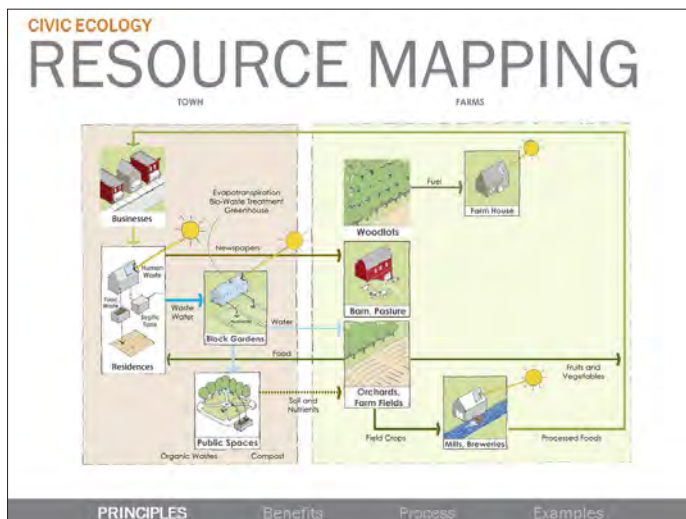 CIVIC ECOLOGY
RESOURCE MAPPING
TOWN
FARMS
Businesses
Evapotranspiration
Bio-Waste Treatment
Greenhouse
Newspapers
Human
Waste
Food
Waste
Septic
Tank
Residences
Waste
Water
Block Gardens
Water
Food
Public Spaces
Organic Wastes
Compost
Soil and
Nutrients
Woodlots
Fuel
Farm House
Barn, Pasture
Orchards,
Farm Fields
Fruits and
Vegetables
Field Crops
Mills, Breweries
Processed Foods
PRINCIPLES
Benefits
Process
Examples